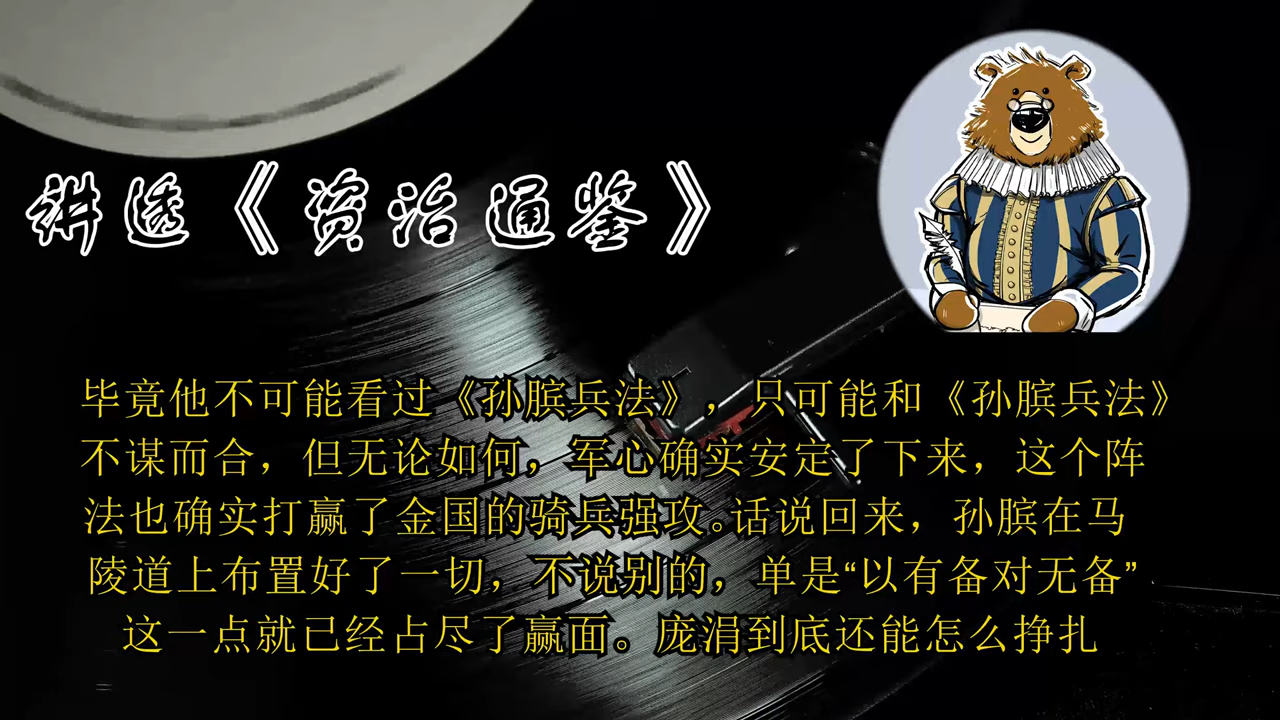 讲透《资治通鉴》
毕竟他不可能看过《孙膑兵法》，只可能和《孙膑兵法》
不谋而合，但无论如何，军心确实安定了下来，这个阵
法也确实打赢了金国的骑兵强攻。话说回来，孙膑在马
陵道上布置好了一切，不说别的，单是“以有备对无备”
这一点就已经占尽了赢面。庞涓到底还能怎么挣扎